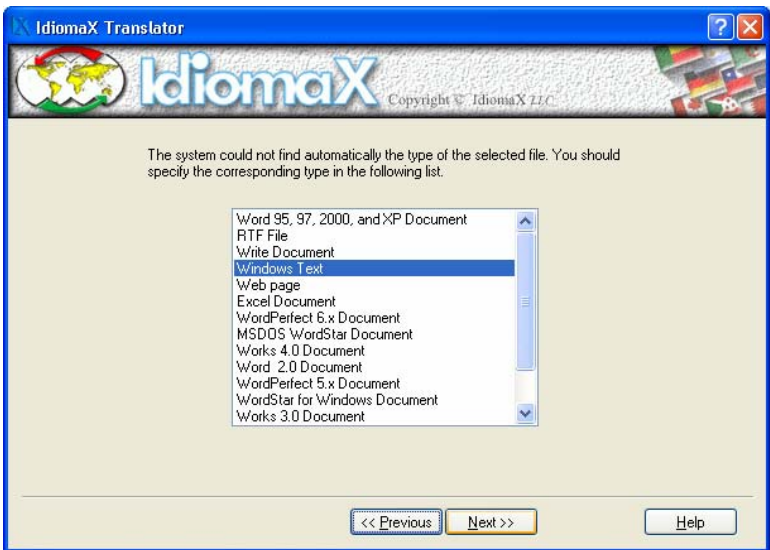 IdiomaX Translator
IdiomaX Copyright © IdiomaX LLC
The system could not find automatically the type of the selected file. You should
specify the corresponding type in the following list.
Word 95, 97, 2000, and XP Document
RTF File
Write Document
Windows Text
Web page
Excel Document
WordPerfect 6.x Document
MSDOS WordStar Document
Works 4.0 Document
Word  2.0 Document
WordPerfect 5.x Document
WordStar for Windows Document
Works 3.0 Document
<< Previous Next >> Help